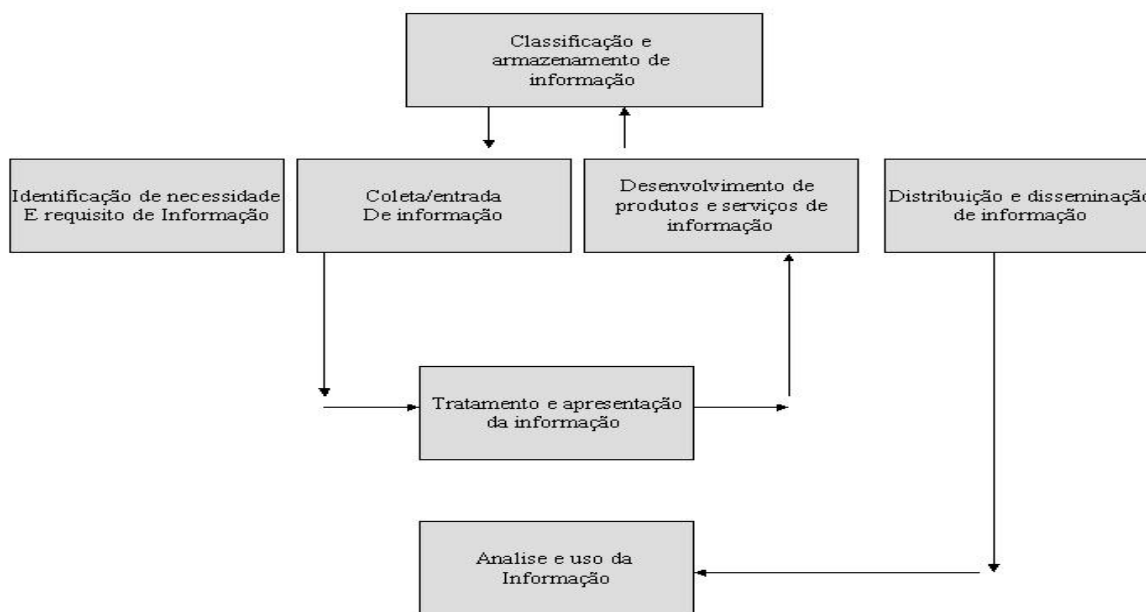 Classificação e
armazenamento de
informação
Identificação de necessidade
E requisito de Informação
Coleta/entrada
De informação
Desenvolvimento de
produtos e serviços de
informação
Distribuição e disseminação
de informação
Tratamento e apresentação
da informação
Analise e uso da
Informação